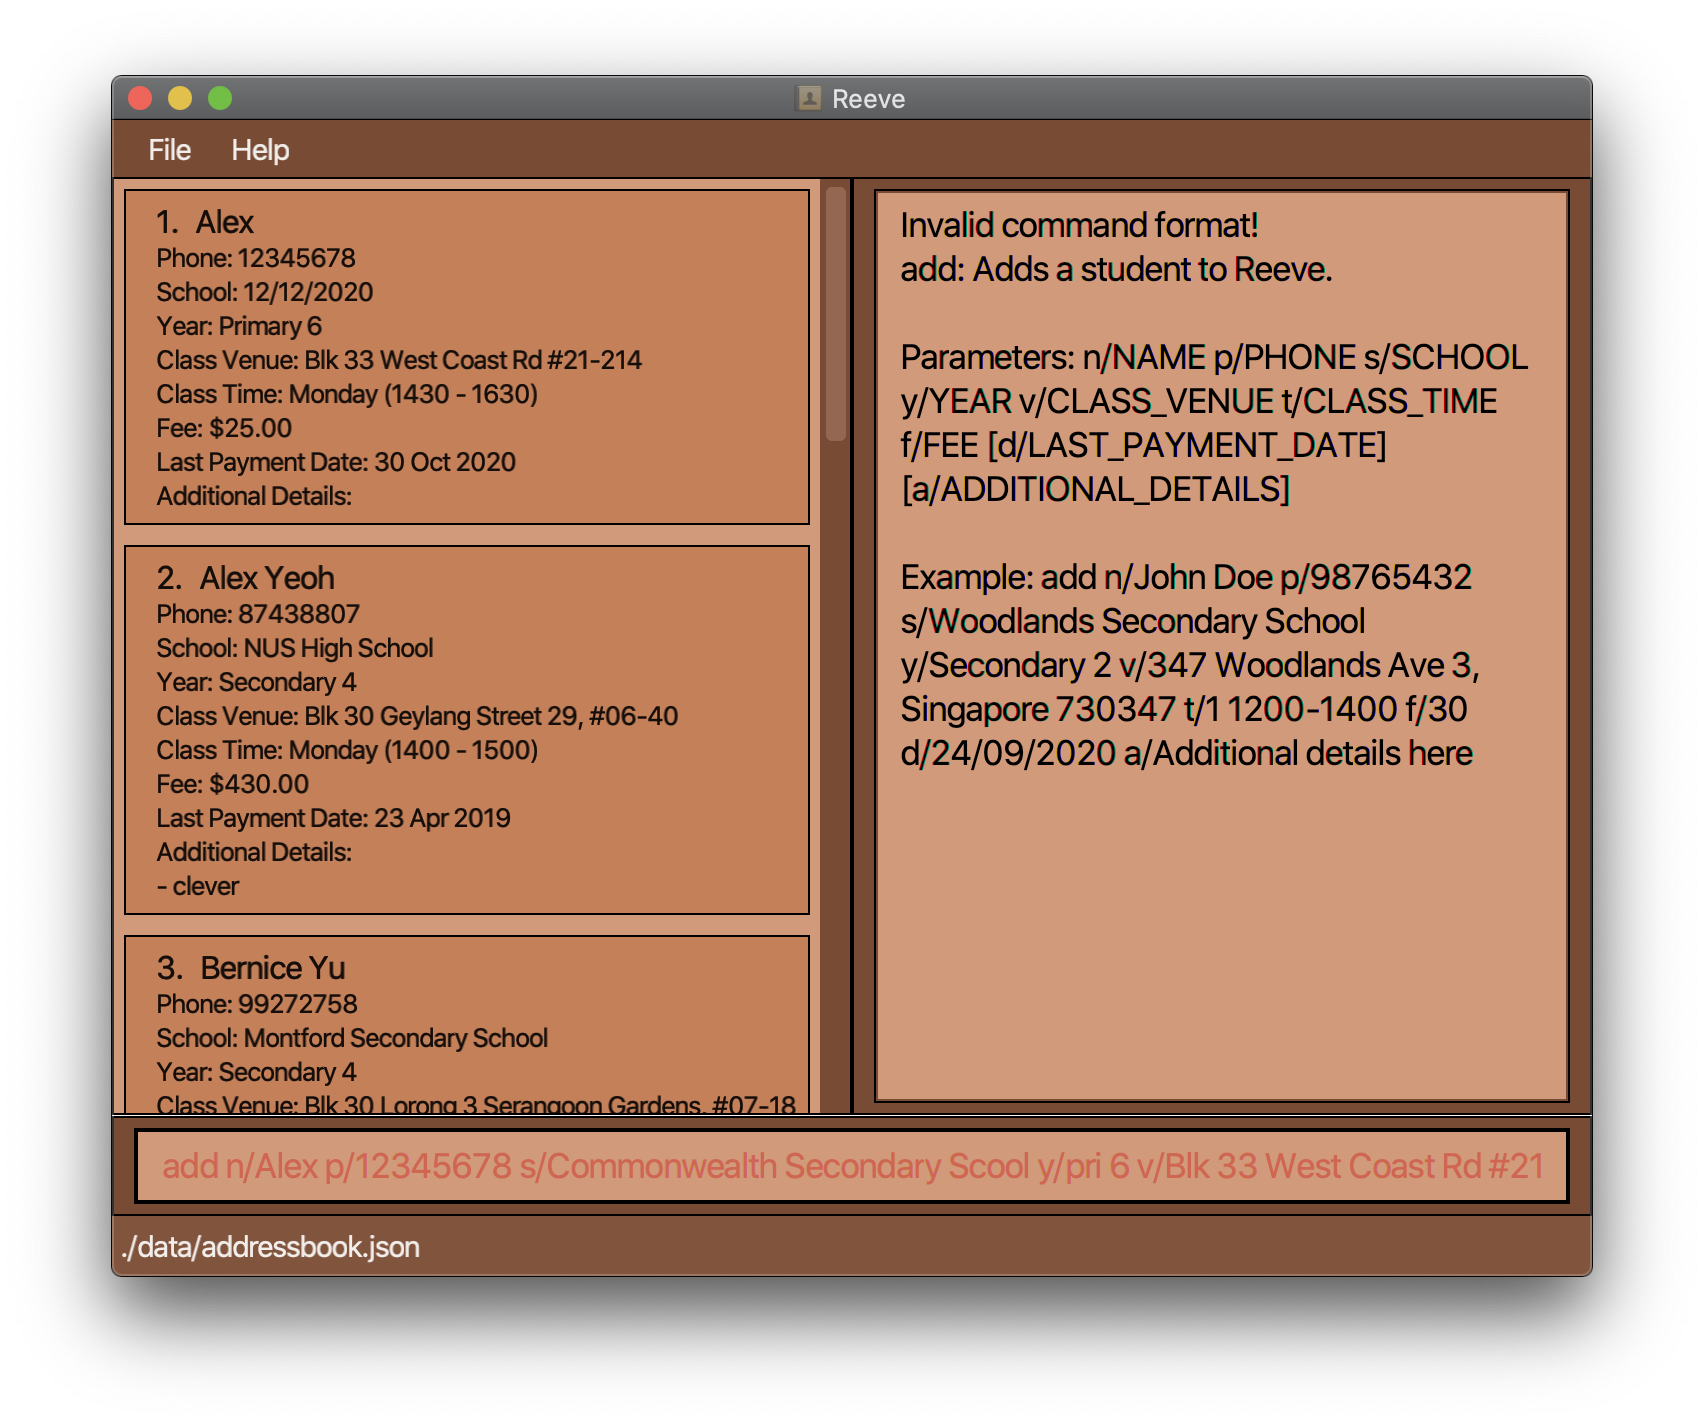 Reeve
File Help
1. Alex
Phone: 12345678
School: 12/12/2020
Year: Primary 6
Class Venue: Blk 33 West Coast Rd #21-214
Class Time: Monday (1430 - 1630)
Fee: $25.00
Last Payment Date: 30 Oct 2020
Additional Details:
2. Alex Yeoh
Phone: 87438807
School: NUS High School
Year: Secondary 4
Class Venue: Blk 30 Geylang Street 29, #06-40
Class Time: Monday (1400 - 1500)
Fee: $430.00
Last Payment Date: 23 Apr 2019
Additional Details:
- clever
3. Bernice Yu
Phone: 99272758
School: Montford Secondary School
Year: Secondary 4
Class Venue: Blk 30 Lorong 3 Serangoon Gardens, #07-18
Invalid command format!
add: Adds a student to Reeve.
Parameters: n/NAME p/PHONE s/SCHOOL
y/YEAR v/CLASS_VENUE t/CLASS_TIME
f/FEE [d/LAST_PAYMENT_DATE]
[a/ADDITIONAL_DETAILS]
Example: add n/John Doe p/98765432
s/Woodlands Secondary School
y/Secondary 2 v/347 Woodlands Ave 3,
Singapore 730347 t/1 1200-1400 f/30
d/24/09/2020 a/Additional details here
add n/Alex p/12345678 s/Commonwealth Secondary Scool y/pri 6 v/Blk 33 West Coast Rd #21
./data/addressbook.json